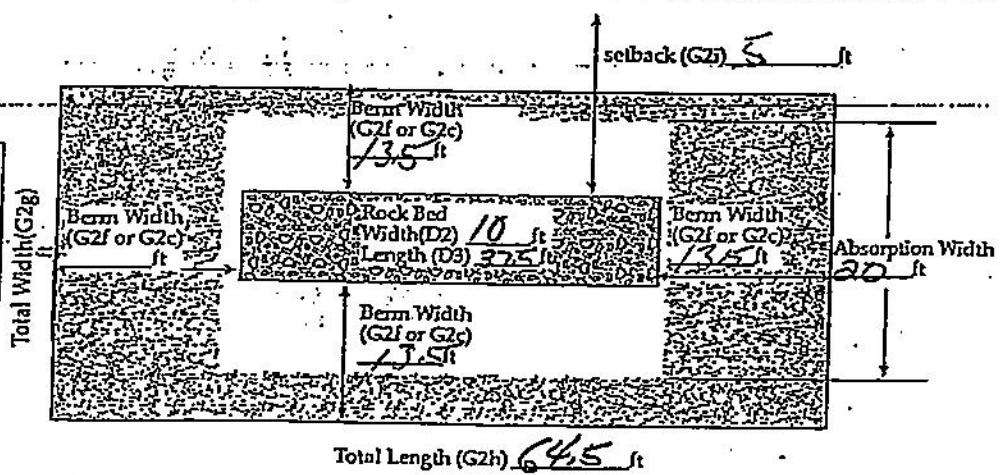 setback (G2i) 5 ft
Berm Width
(G2f or G2c)
13.5 ft
Total Width (G2g)
ft
Berm Width
(G2f or G2c)
ft
Rock Bed
Width(D2) 10 ft
Length (D3) 37.5 ft
Berm Width
(G2f or G2c)
13.5 ft
Absorption Width
20 ft
Berm Width
(G2f or G2c)
13.5 ft
Total Length (G2h) 64.5 ft